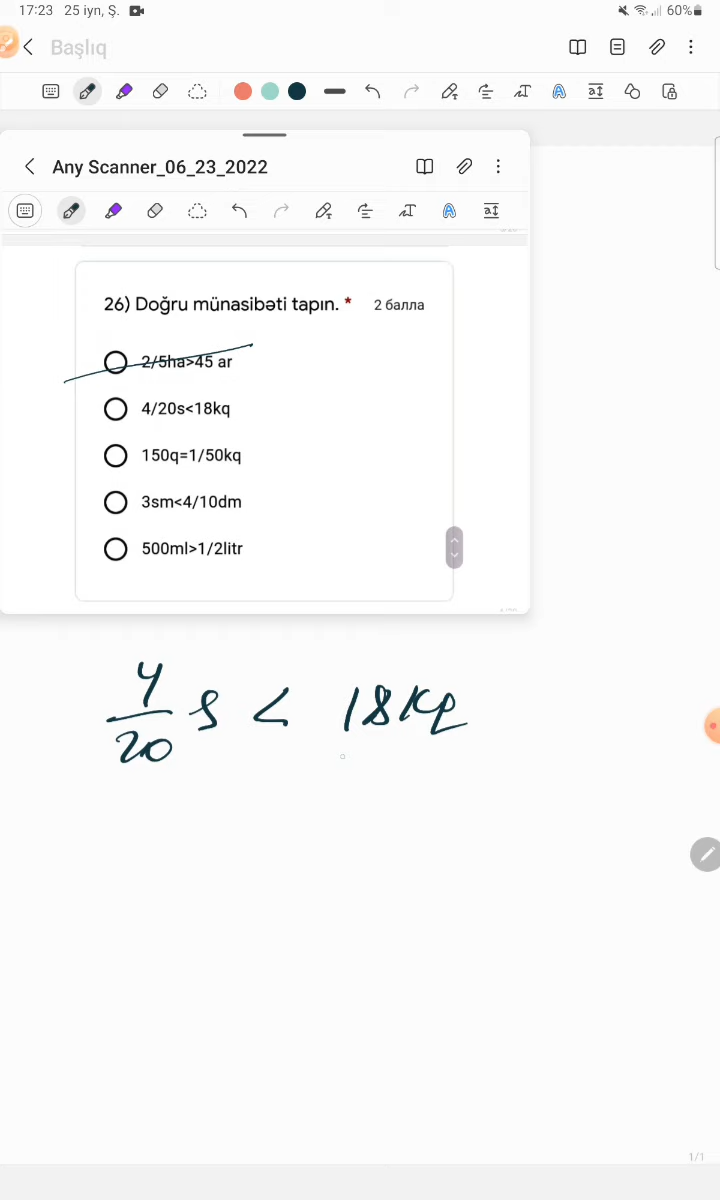 17:23 25 iyn, Ş. 60%
Başlıq
Any Scanner_06_23_2022
26) Doğru münasibəti tapın. * 2 балла
2/5ha>45 ar
4/20s<18kq
150q=1/50kq
3sm<4/10dm
500ml>1/2litr
4/20 s < 18kq
1/1